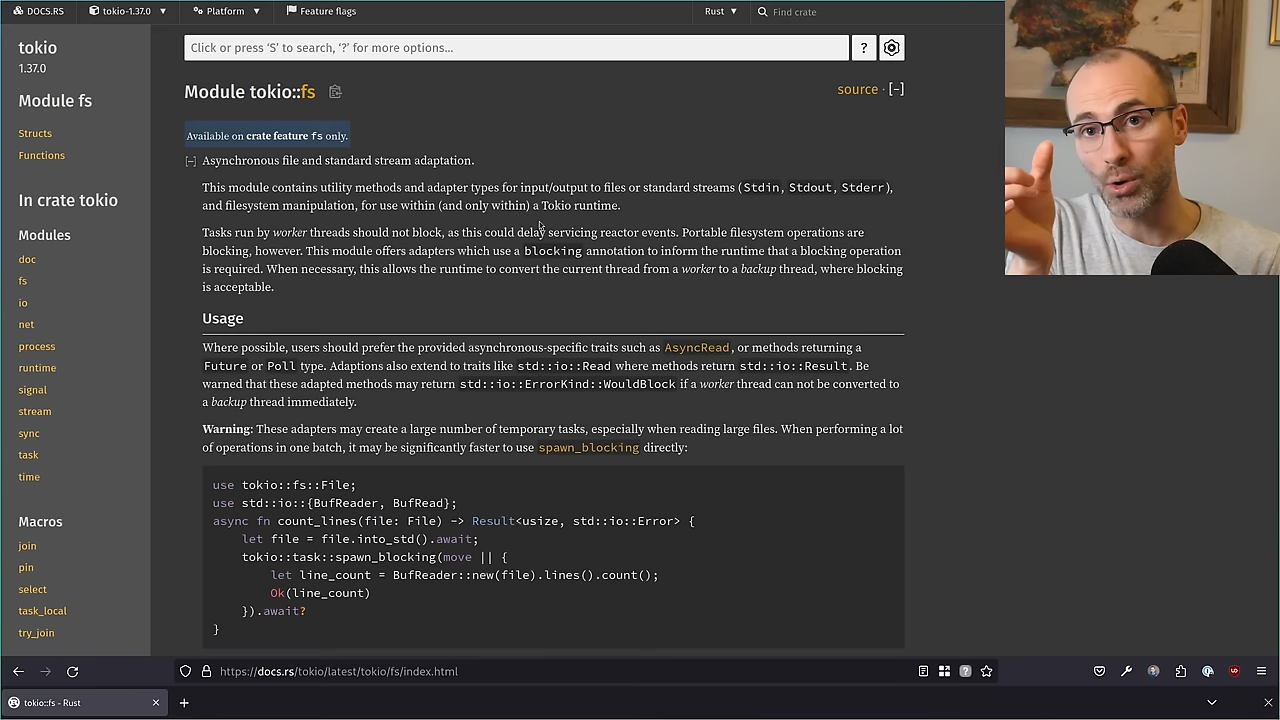 DOCS.RS tokio-1.37.0 Platform Feature flags Rust Find crate
tokio
1.37.0
Module fs
Structs
Functions
In crate tokio
Modules
doc
fs
io
net
process
runtime
signal
stream
sync
task
time
Macros
join
pin
select
task_local
try_join
Click or press ‘S’ to search, ‘?’ for more options…
?
Module tokio::fs
source · [−]
Available on crate feature fs only.
[−] Asynchronous file and standard stream adaptation.
This module contains utility methods and adapter types for input/output to files or standard streams (Stdin, Stdout, Stderr),
and filesystem manipulation, for use within (and only within) a Tokio runtime.
Tasks run by worker threads should not block, as this could delay servicing reactor events. Portable filesystem operations are
blocking, however. This module offers adapters which use a blocking annotation to inform the runtime that a blocking operation
is required. When necessary, this allows the runtime to convert the current thread from a worker to a backup thread, where blocking
is acceptable.
Usage
Where possible, users should prefer the provided asynchronous-specific traits such as AsyncRead, or methods returning a
Future or Poll type. Adaptions also extend to traits like std::io::Read where methods return std::io::Result. Be
warned that these adapted methods may return std::io::ErrorKind::WouldBlock if a worker thread can not be converted to
a backup thread immediately.
Warning: These adapters may create a large number of temporary tasks, especially when reading large files. When performing a lot
of operations in one batch, it may be significantly faster to use spawn_blocking directly:
use tokio::fs::File;
use std::io::{BufReader, BufRead};
async fn count_lines(file: File) -> Result<usize, std::io::Error> {
    let file = file.into_std().await;
    tokio::task::spawn_blocking(move || {
        let line_count = BufReader::new(file).lines().count();
        Ok(line_count)
    }).await?
}
https://docs.rs/tokio/latest/tokio/fs/index.html
tokio::fs - Rust